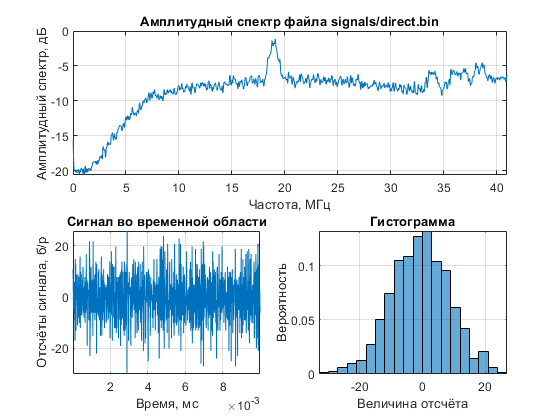 Амплитудный спектр файла signals/direct.bin
Амплитудный спектр, дБ
0
-5
-10
-15
-20
0 5 10 15 20 25 30 35 40
Частота, МГц
Сигнал во временной области
Отсчёты сигнала, б/р
20
0
-20
2 4 6 8
Время, мс
×10⁻³
Гистограмма
Вероятность
0.1
0.05
0
-20 0 20
Величина отсчёта